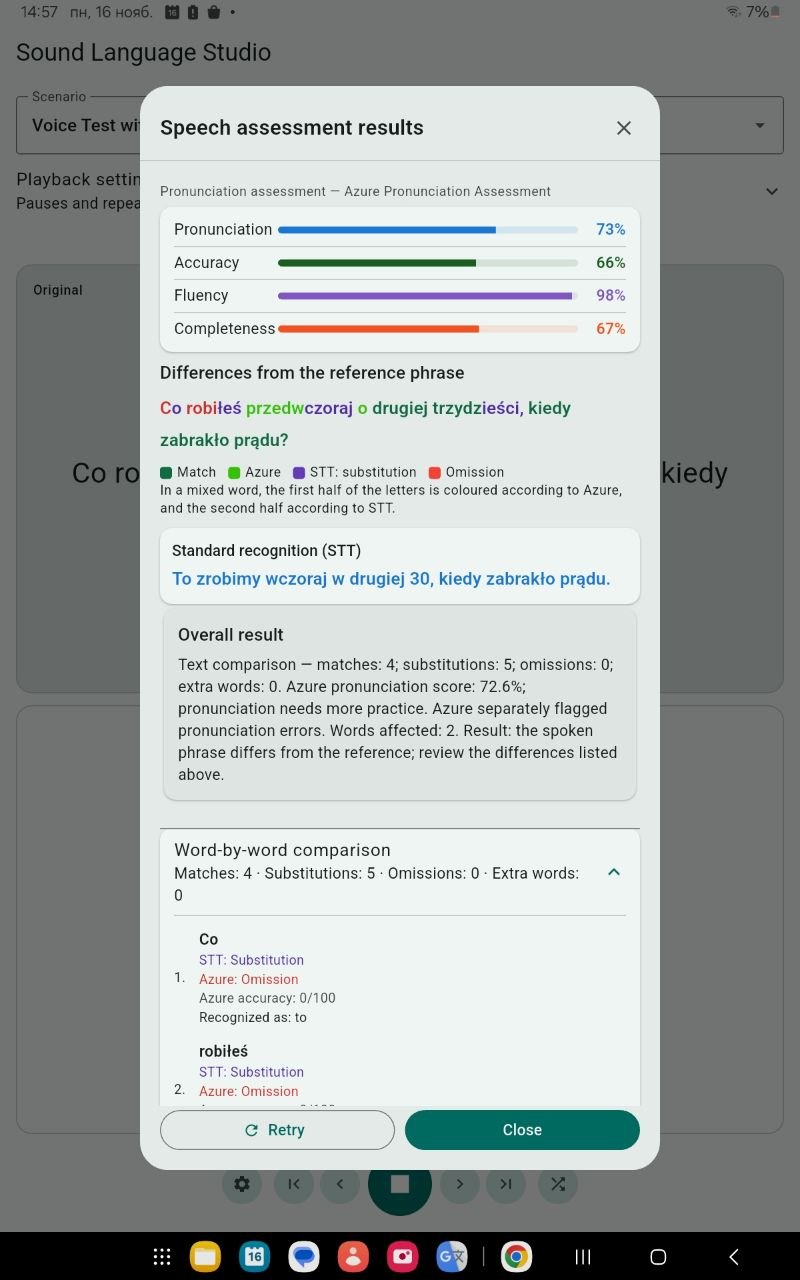 14:57 пн, 16 нояб. 16
7%
Sound Language Studio
Scenario
Voice Test wi
Playback settin
Pauses and repea
Original
Co ro
kiedy
Speech assessment results
Pronunciation assessment — Azure Pronunciation Assessment
Pronunciation 73%
Accuracy 66%
Fluency 98%
Completeness 67%
Differences from the reference phrase
Co robiłeś przedwczoraj o drugiej trzydzieści, kiedy
zabrakło prądu?
Match Azure STT: substitution Omission
In a mixed word, the first half of the letters is coloured according to Azure,
and the second half according to STT.
Standard recognition (STT)
To zrobimy wczoraj w drugiej 30, kiedy zabrakło prądu.
Overall result
Text comparison — matches: 4; substitutions: 5; omissions: 0;
extra words: 0. Azure pronunciation score: 72.6%;
pronunciation needs more practice. Azure separately flagged
pronunciation errors. Words affected: 2. Result: the spoken
phrase differs from the reference; review the differences listed
above.
Word-by-word comparison
Matches: 4 · Substitutions: 5 · Omissions: 0 · Extra words:
0
Co
STT: Substitution
1. Azure: Omission
Azure accuracy: 0/100
Recognized as: to
robiłeś
STT: Substitution
2. Azure: Omission
Retry
Close
16